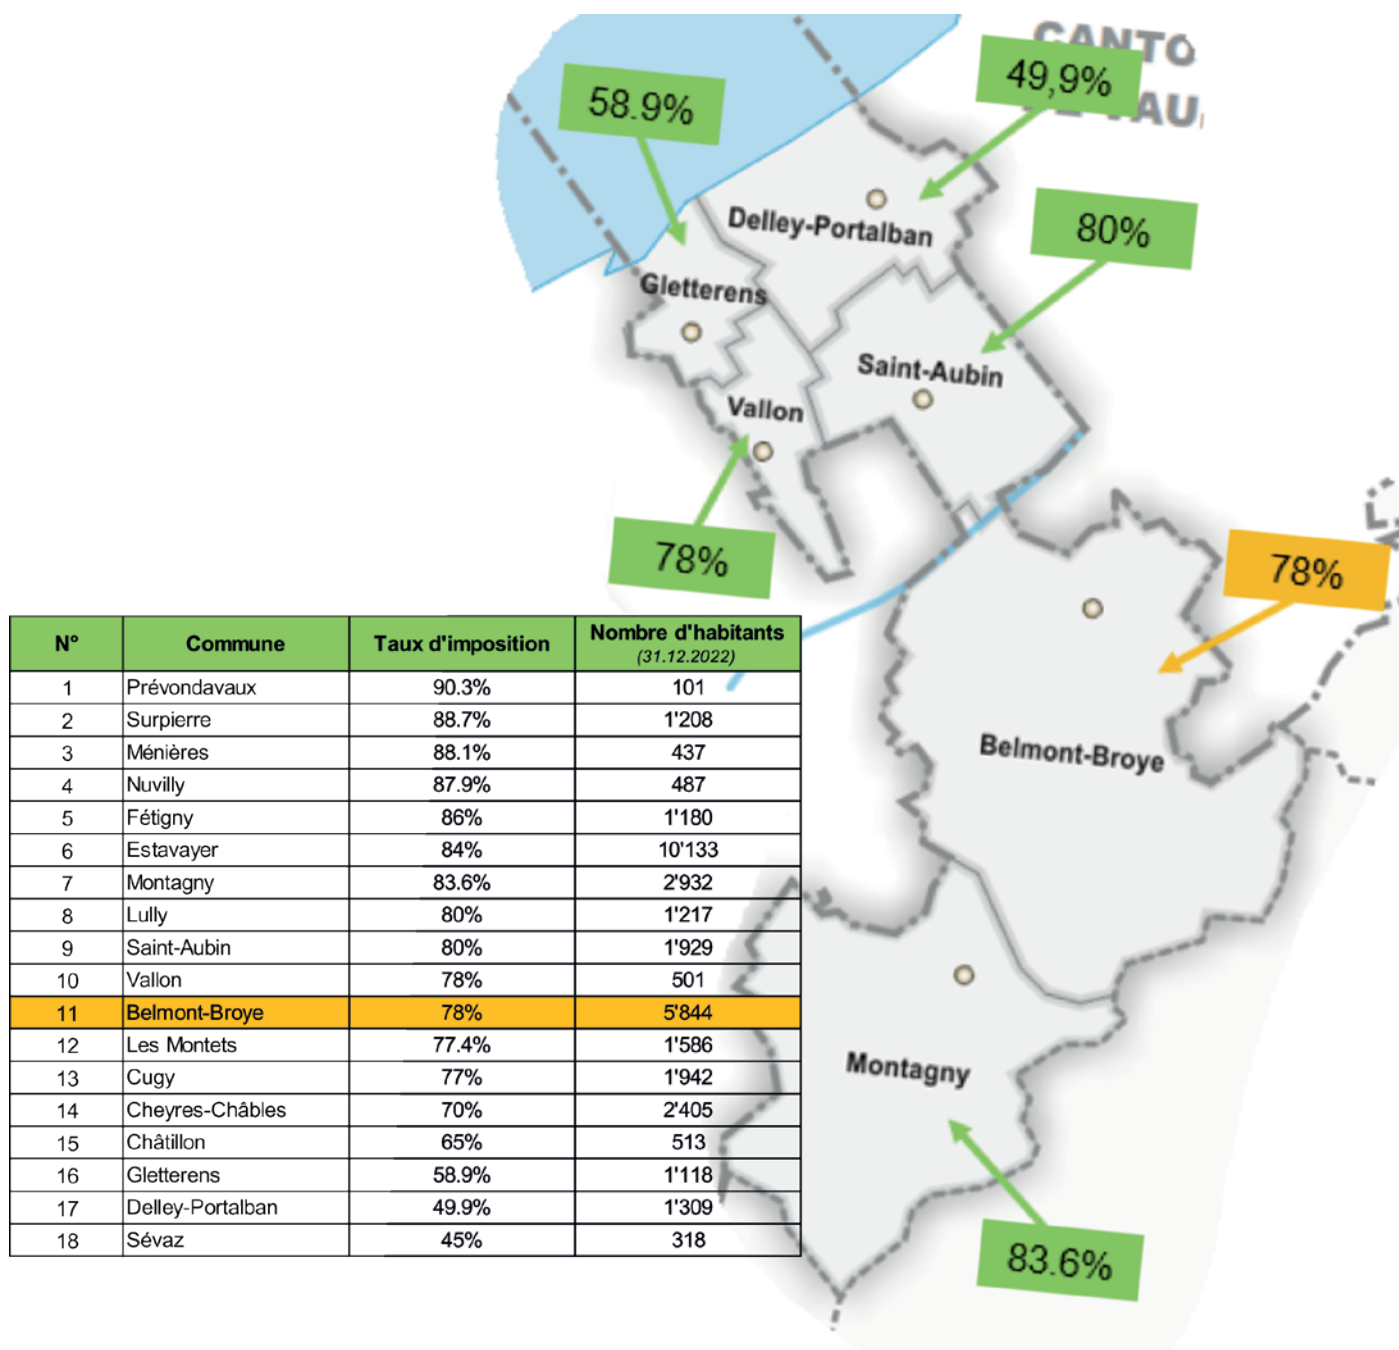 CANTO
49,9%
58.9%
80%
Delley-Portalban
Gletterens
Saint-Aubin
Vallon
78%
78%
Belmont-Broye
Montagny
83.6%
N° Commune Taux d'imposition Nombre d'habitants
(31.12.2022)
1 Prévondavaux 90.3% 101
2 Surpierre 88.7% 1'208
3 Ménières 88.1% 437
4 Nuvilly 87.9% 487
5 Fétigny 86% 1'180
6 Estavayer 84% 10'133
7 Montagny 83.6% 2'932
8 Lully 80% 1'217
9 Saint-Aubin 80% 1'929
10 Vallon 78% 501
11 Belmont-Broye 78% 5'844
12 Les Montets 77.4% 1'586
13 Cugy 77% 1'942
14 Cheyres-Châbles 70% 2'405
15 Châtillon 65% 513
16 Gletterens 58.9% 1'118
17 Delley-Portalban 49.9% 1'309
18 Sévaz 45% 318